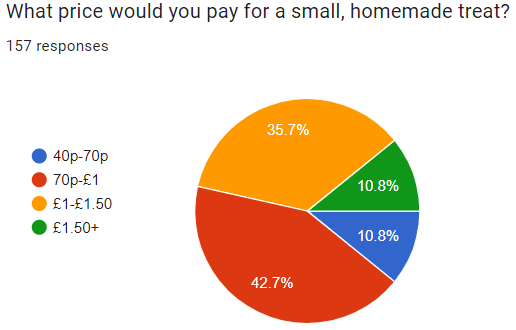 What price would you pay for a small, homemade treat?
157 responses
40p-70p
70p-£1
£1-£1.50
£1.50+
35.7%
10.8%
10.8%
42.7%